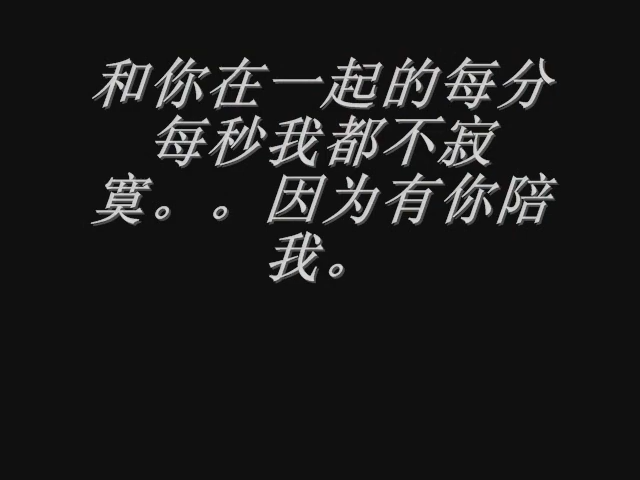 和你在一起的每分
每秒我都不寂
寞。。因为有你陪
我。